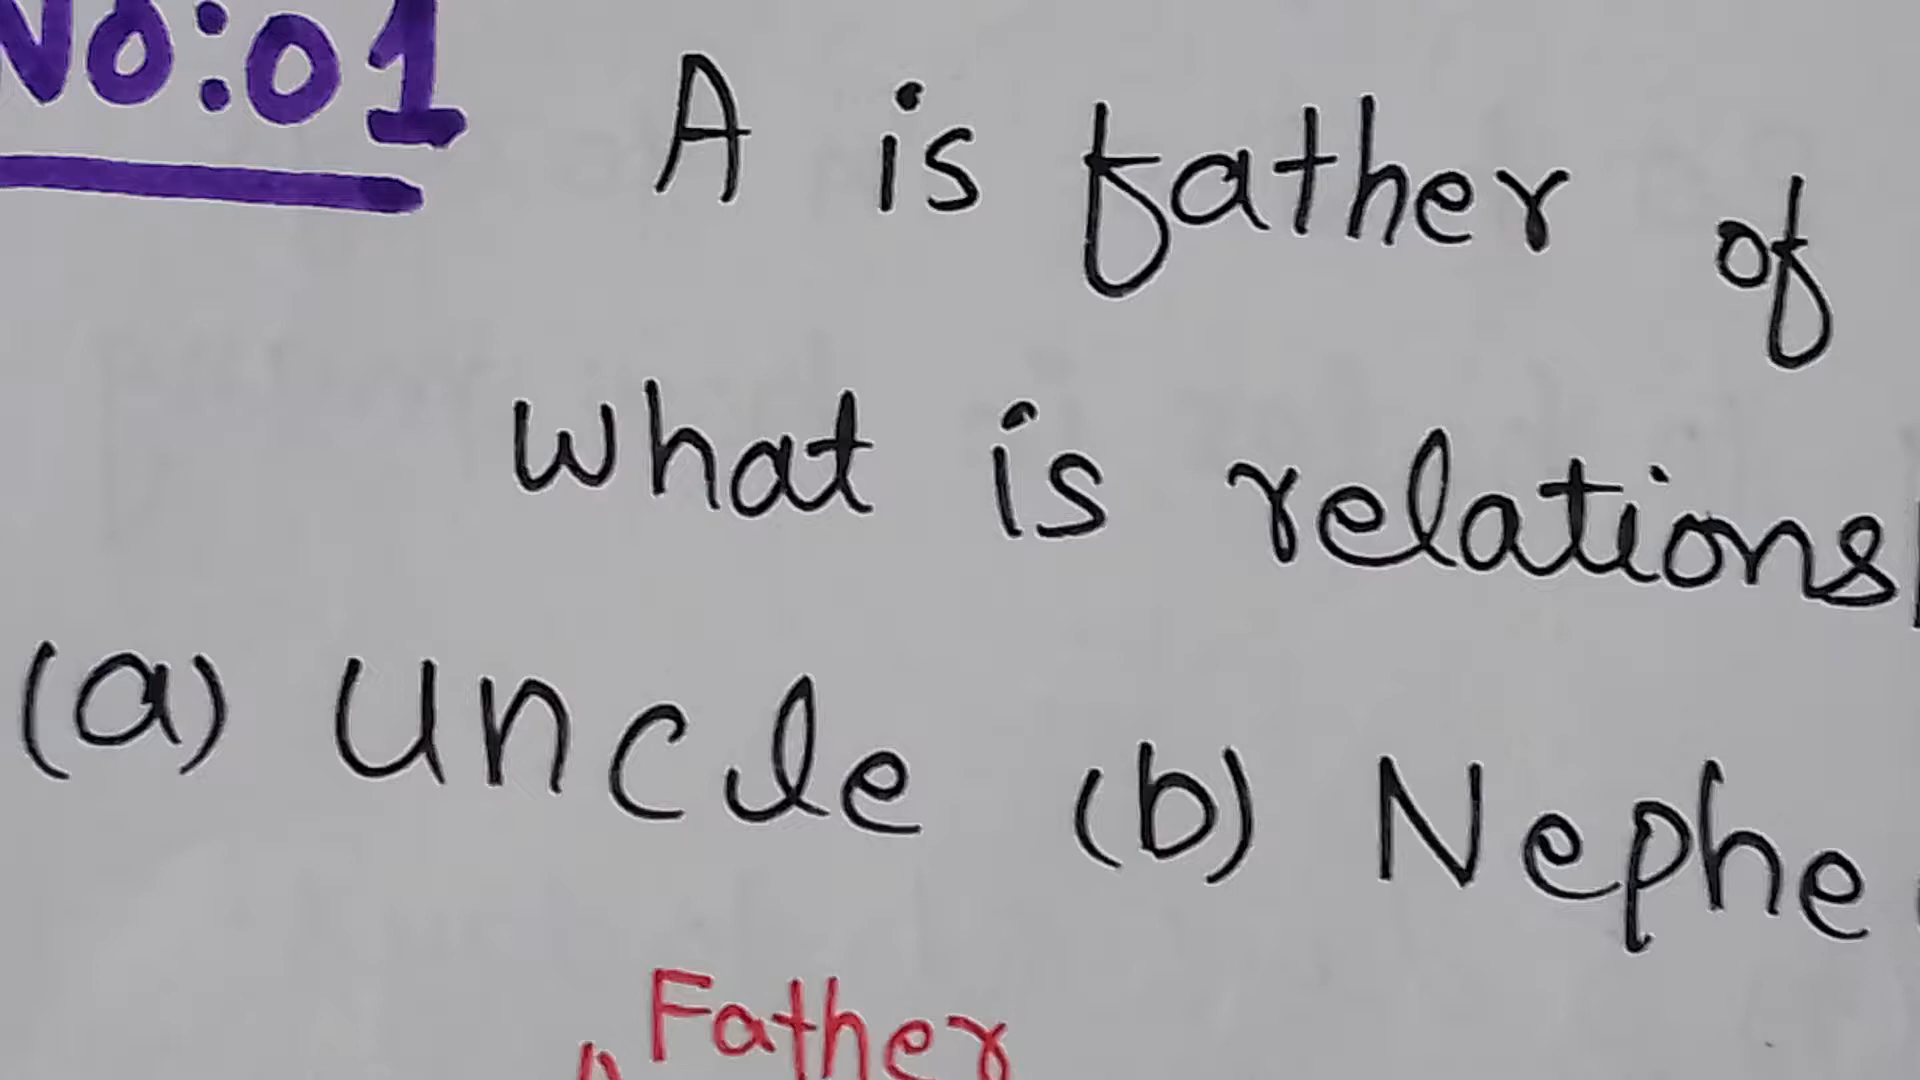 No:01
A is father of
what is relations
(a) Uncle (b) Nephe
Father